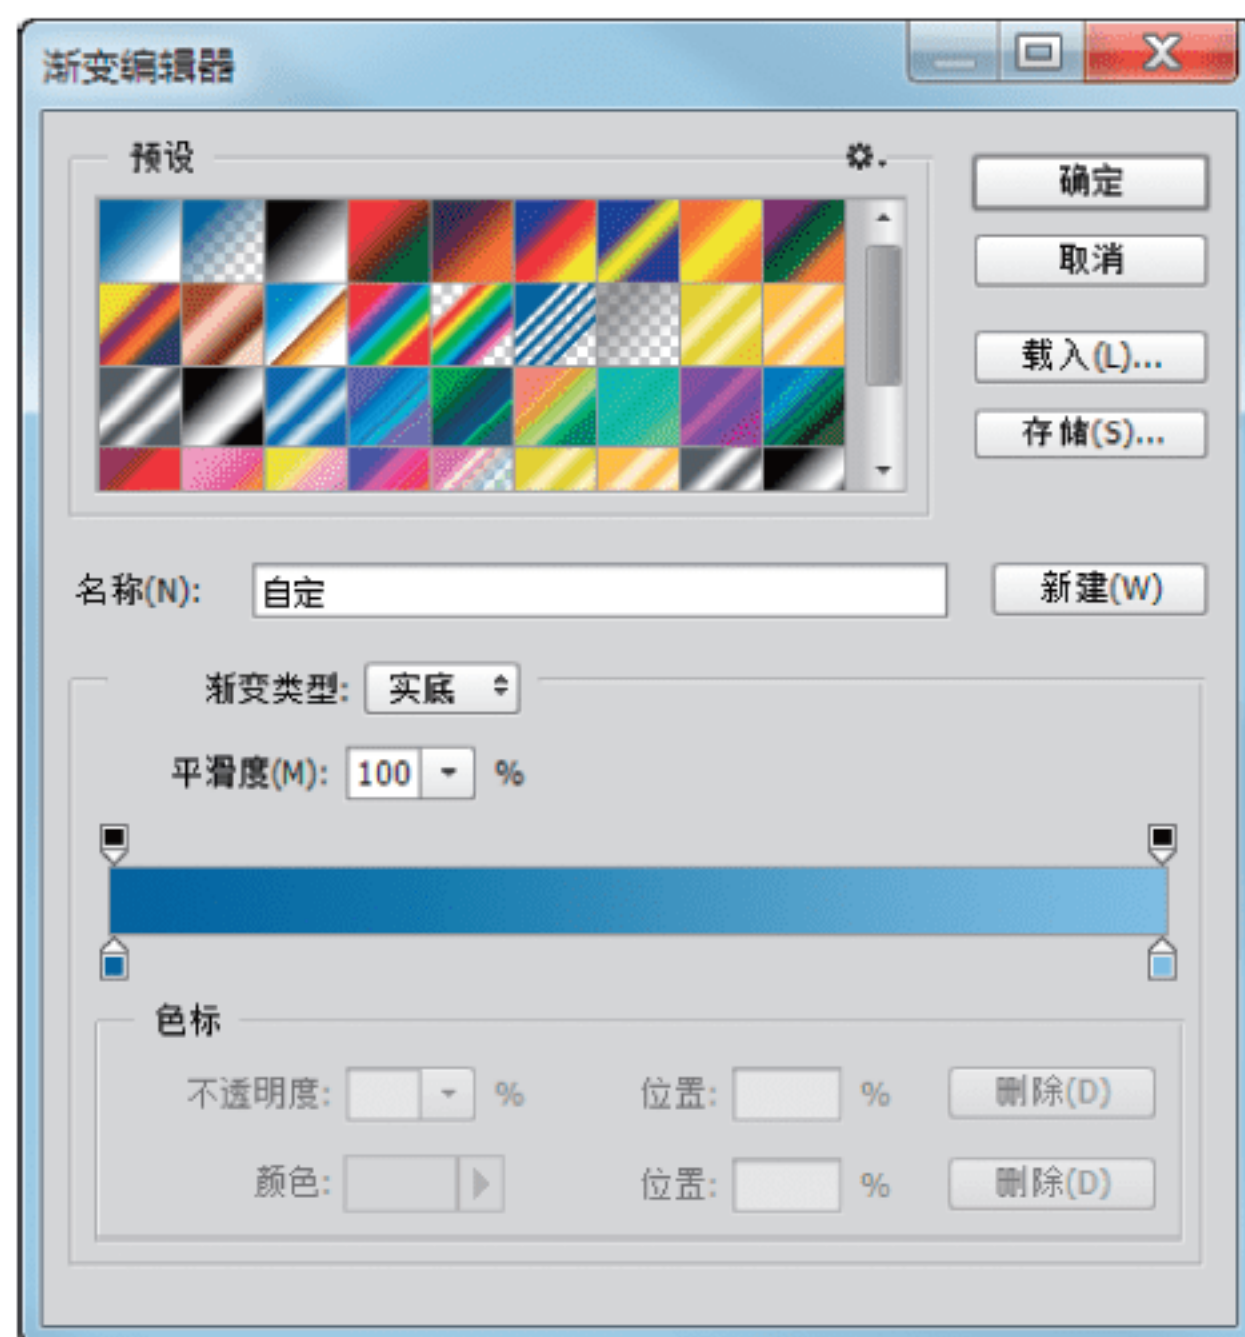 渐变编辑器
预设
确定
取消
载入(L)...
存储(S)...
名称(N): 自定 新建(W)
渐变类型: 实底
平滑度(M): 100 %
色标
不透明度: % 位置: % 删除(D)
颜色: 位置: % 删除(D)